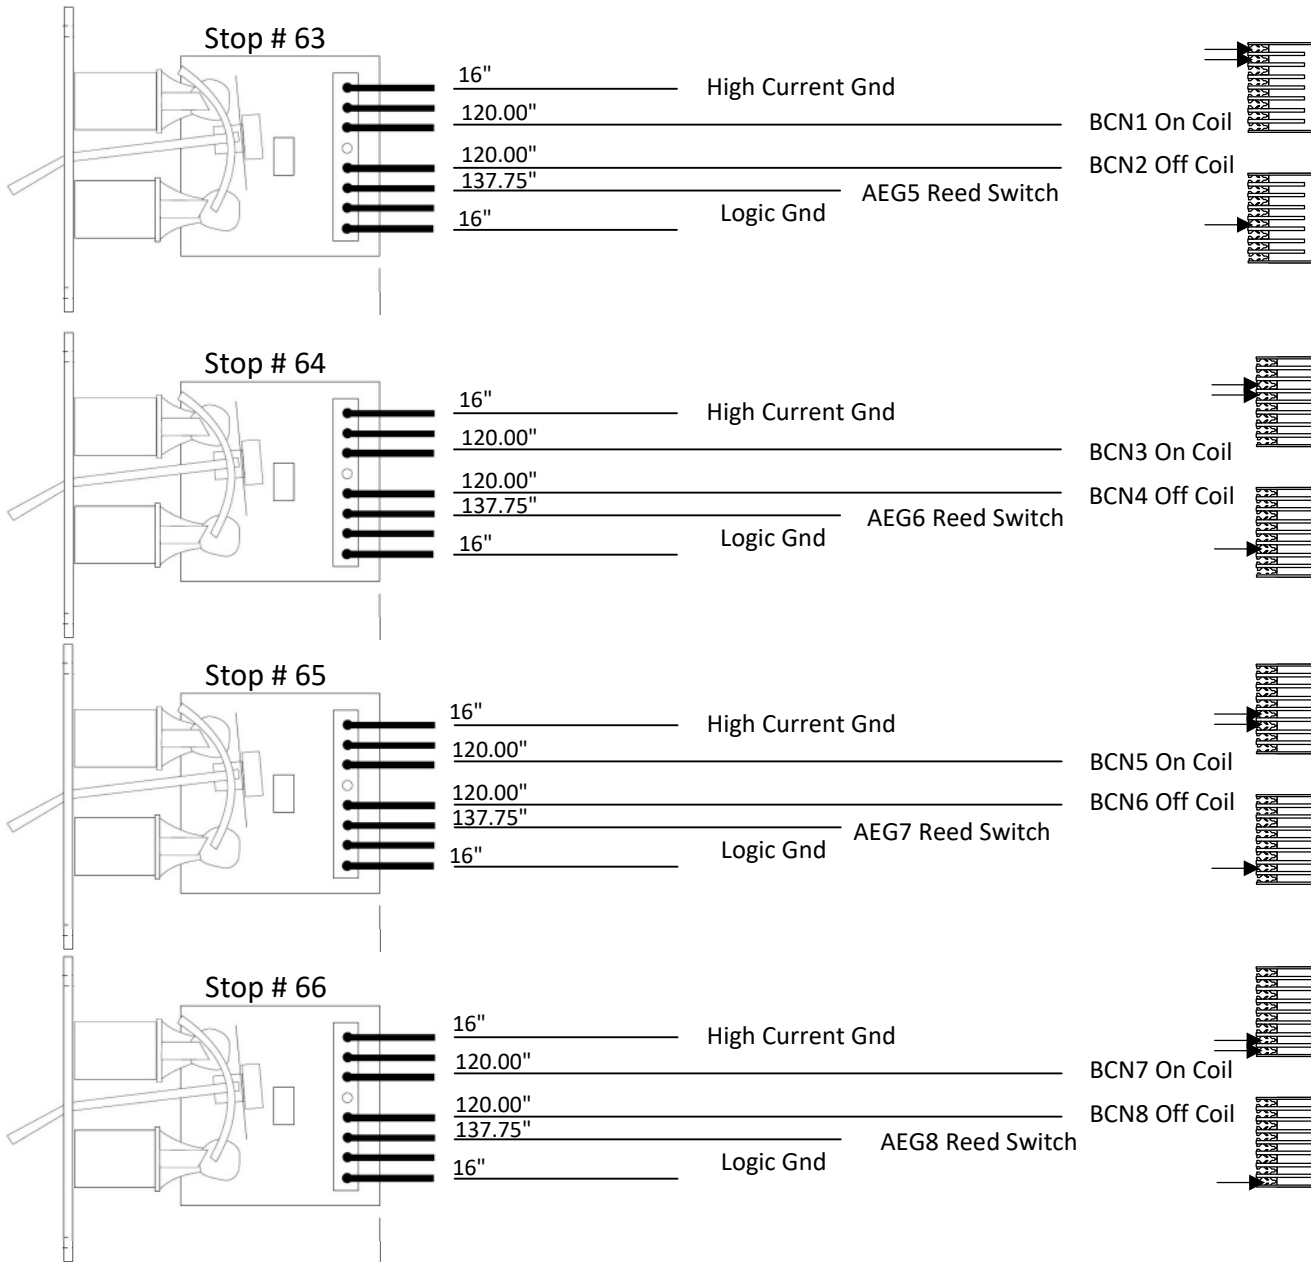 Stop # 63
16"
High Current Gnd
120.00"
BCN1 On Coil
120.00"
BCN2 Off Coil
137.75"
AEG5 Reed Switch
Logic Gnd
16"
Stop # 64
16"
High Current Gnd
120.00"
BCN3 On Coil
120.00"
BCN4 Off Coil
137.75"
AEG6 Reed Switch
Logic Gnd
16"
Stop # 65
16"
High Current Gnd
120.00"
BCN5 On Coil
120.00"
BCN6 Off Coil
137.75"
AEG7 Reed Switch
Logic Gnd
16"
Stop # 66
16"
High Current Gnd
120.00"
BCN7 On Coil
120.00"
BCN8 Off Coil
137.75"
AEG8 Reed Switch
Logic Gnd
16"